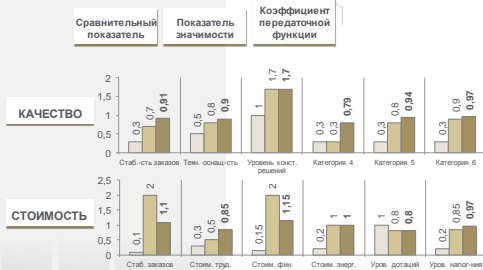 Сравнительный показатель
Показатель значимости
Коэффициент передаточной функции
КАЧЕСТВО
2
1,5
1
0,5
0
0,3
0,7
0,91
0,5
0,8
0,9
1
1,7
1,7
0,3
0,3
0,79
0,3
0,8
0,94
0,3
0,9
0,97
Стаб.-сть заказов
Техн. оснащ-сть
Уровень конст. решений
Категория 4
Категория 5
Категория 6
СТОИМОСТЬ
2,5
2
1,5
1
0,5
0
0,1
2
1,1
0,3
0,5
0,85
0,15
2
1,15
0,2
1
1
1
0,8
0,8
0,2
0,85
0,97
Стаб. заказов
Стоим. труд.
Стоим. фин.
Стоим. энерг.
Уров. дотаций
Уров. налог-ния